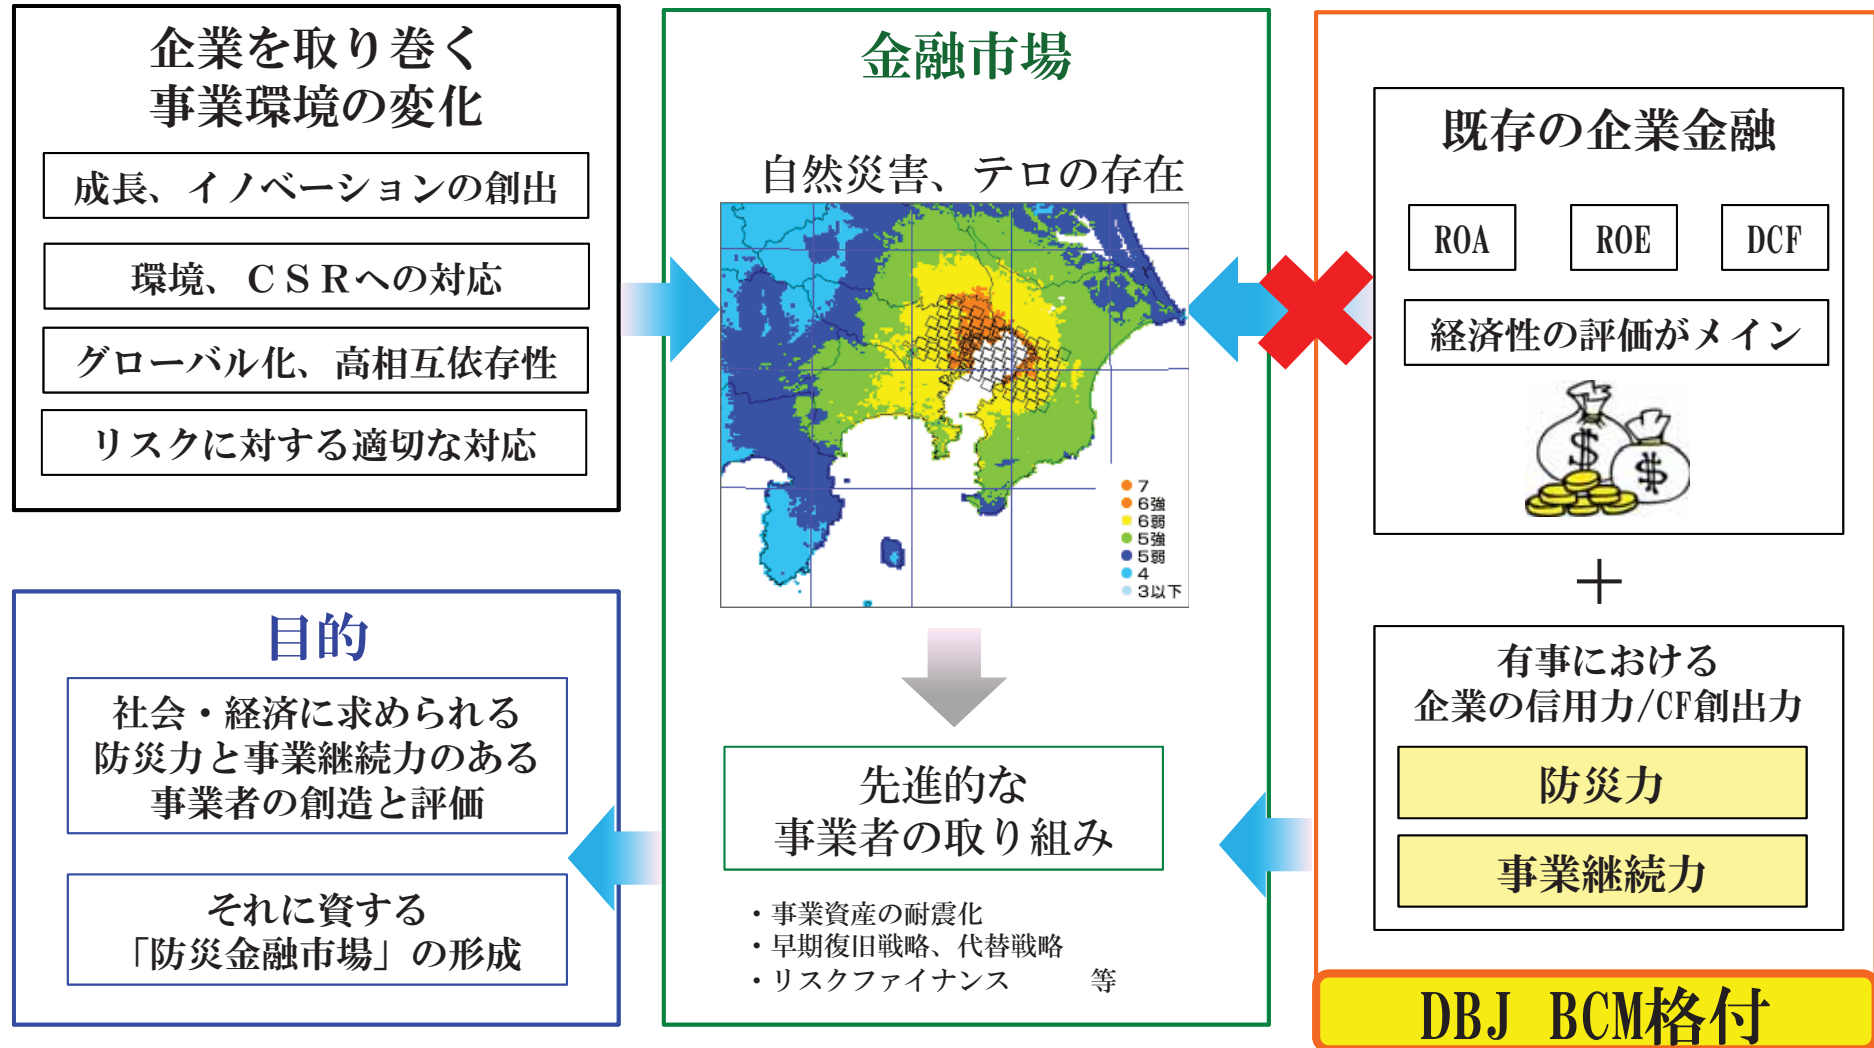 企業を取り巻く
事業環境の変化
成長、イノベーションの創出
環境、ＣＳＲへの対応
グローバル化、高相互依存性
リスクに対する適切な対応
目的
社会・経済に求められる
防災力と事業継続力のある
事業者の創造と評価
それに資する
「防災金融市場」の形成
金融市場
自然災害、テロの存在
7
6強
6弱
5強
5弱
4
3以下
先進的な
事業者の取り組み
・事業資産の耐震化
・早期復旧戦略、代替戦略
・リスクファイナンス　　　等
既存の企業金融
ROA
ROE
DCF
経済性の評価がメイン
$
$
＋
有事における
企業の信用力/CF創出力
防災力
事業継続力
DBJ BCM格付